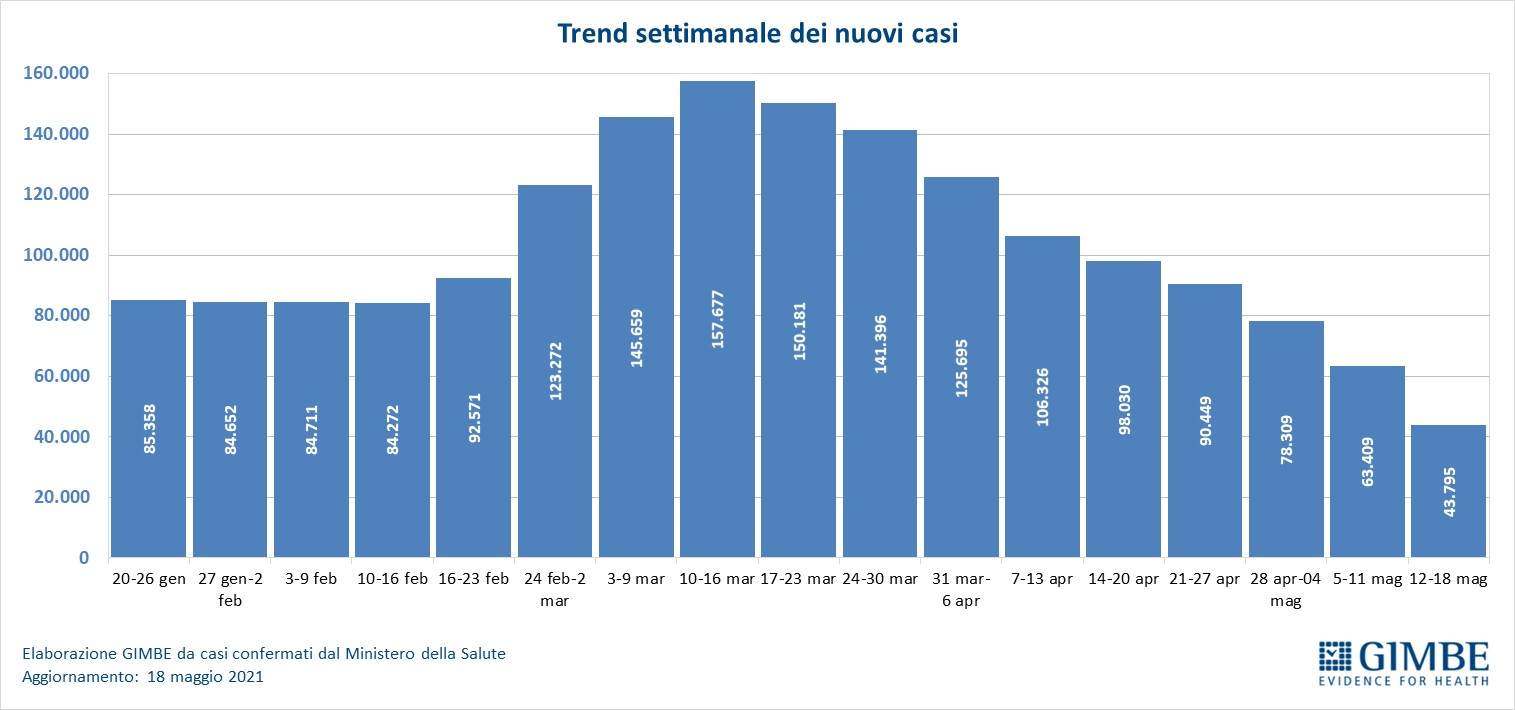 Trend settimanale dei nuovi casi
160.000
140.000
120.000
100.000
80.000
60.000
40.000
20.000
0
85.358
84.652
84.711
84.272
92.571
123.272
145.659
157.677
150.181
141.396
125.695
106.326
98.030
90.449
78.309
63.409
43.795
20-26 gen
27 gen-2
feb
3-9 feb
10-16 feb
16-23 feb
24 feb-2
mar
3-9 mar
10-16 mar
17-23 mar
24-30 mar
31 mar-
6 apr
7-13 apr
14-20 apr
21-27 apr
28 apr-04
mag
5-11 mag
12-18 mag
Elaborazione GIMBE da casi confermati dal Ministero della Salute
Aggiornamento: 18 maggio 2021
GIMBE
EVIDENCE FOR HEALTH